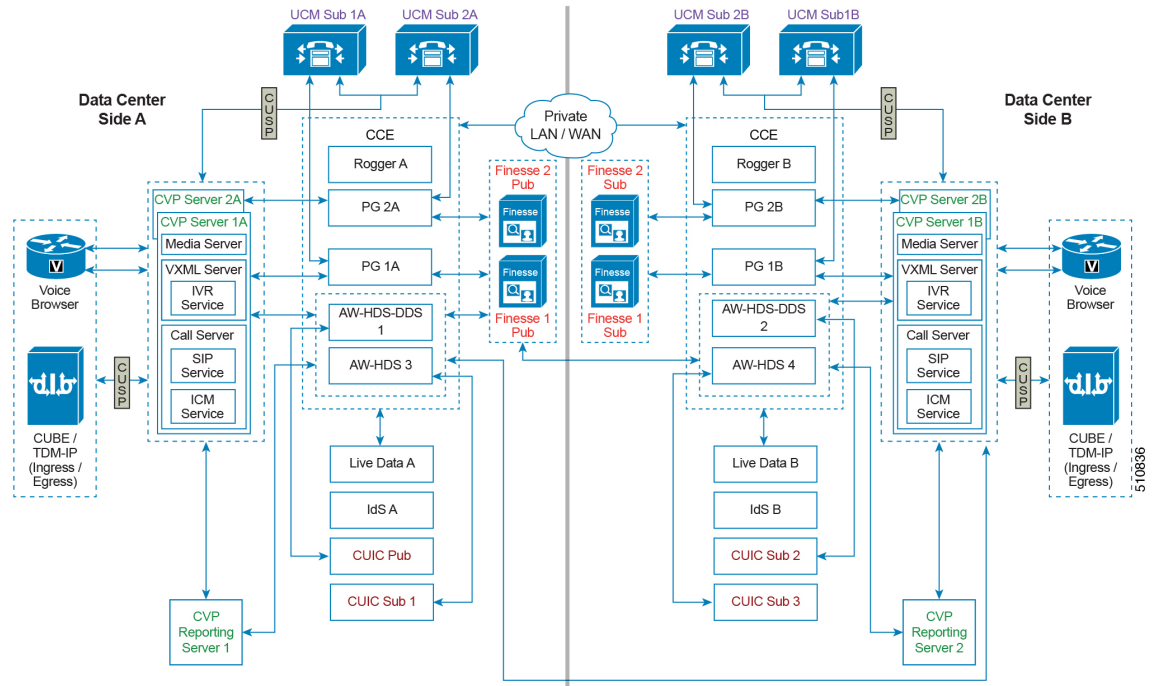 UCM Sub 1A
UCM Sub 2A
UCM Sub 2B
UCM Sub1B
Data Center
Side A
CUSP
Private
LAN / WAN
CUSP
Data Center
Side B
CCE
Rogger A
PG 2A
PG 1A
AW-HDS-DDS
1
AW-HDS 3
Finesse 2
Pub
Finesse
Finesse
Finesse 1
Pub
Finesse 2
Sub
Finesse
Finesse
Finesse 1
Sub
CCE
Rogger B
PG 2B
PG 1B
AW-HDS-DDS
2
AW-HDS 4
CVP Server 2A
CVP Server 1A
Media Server
VXML Server
IVR
Service
Call Server
SIP
Service
ICM
Service
V
Voice
Browser
CUSP
CUBE /
TDM-IP
(Ingress /
Egress)
CVP Server 2B
CVP Server 1B
Media Server
VXML Server
IVR
Service
Call Server
SIP
Service
ICM
Service
V
Voice
Browser
CUSP
CUBE /
TDM-IP
(Ingress /
Egress)
Live Data A
IdS A
CUIC Pub
CUIC Sub 1
Live Data B
IdS B
CUIC Sub 2
CUIC Sub 3
CVP
Reporting
Server 1
CVP
Reporting
Server 2
510836